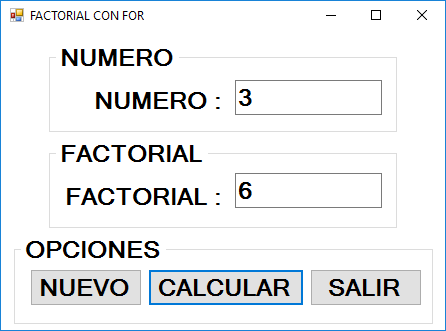 FACTORIAL CON FOR
NUMERO
NUMERO : 3
FACTORIAL
FACTORIAL : 6
OPCIONES
NUEVO CALCULAR SALIR